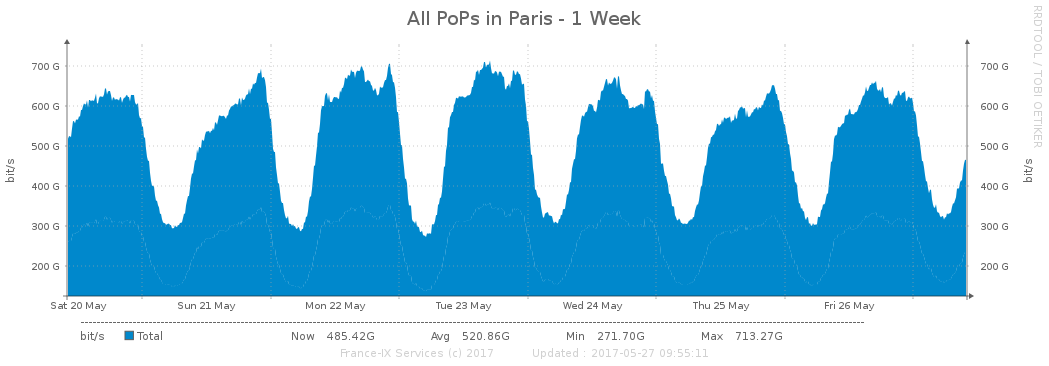 All PoPs in Paris - 1 Week
RRDTOOL / TOBI OETIKER
bit/s
700 G
600 G
500 G
400 G
300 G
200 G
700 G
600 G
500 G
400 G
300 G
200 G
bit/s
Sat 20 May Sun 21 May Mon 22 May Tue 23 May Wed 24 May Thu 25 May Fri 26 May
bit/s Total Now 485.42G Avg 520.86G Min 271.70G Max 713.27G
France-IX Services (c) 2017 Updated : 2017-05-27 09:55:11